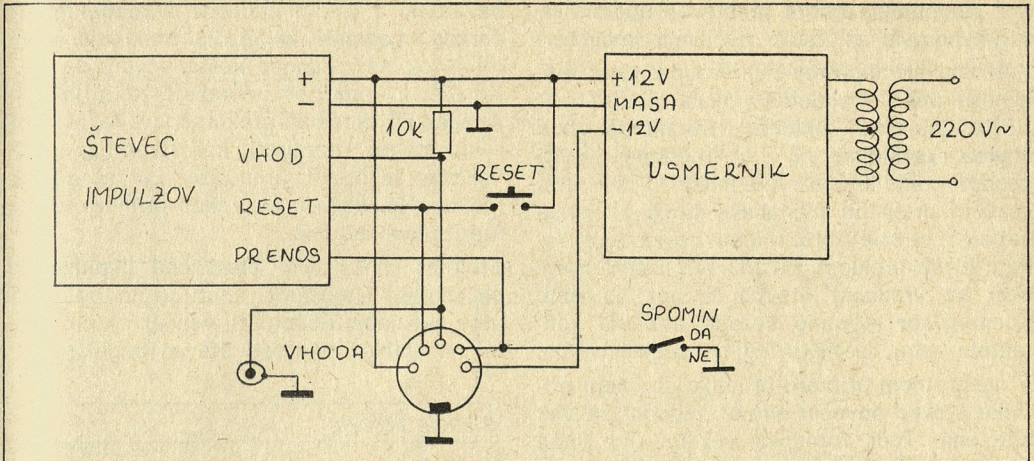 ŠTEVEC
IMPULZOV
+
−
VHOD
RESET
PRENOS
10K
RESET
+12V
MASA
-12V
USMERNIK
220V~
SPOMIN
DA
NE
VHODA